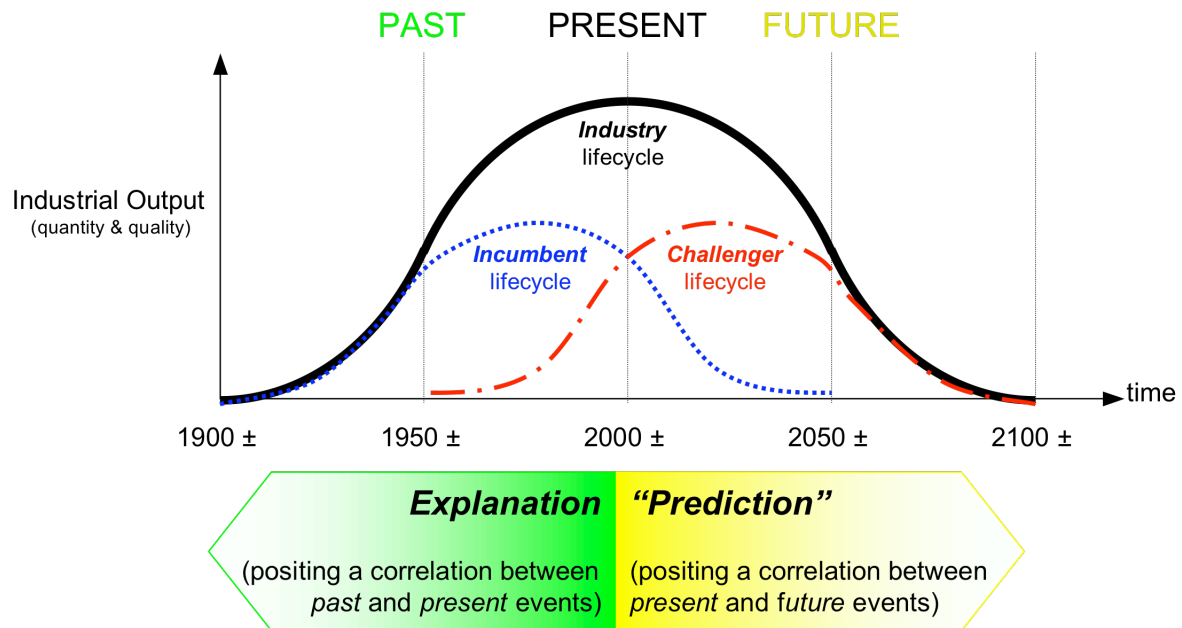 PAST PRESENT FUTURE
Industry
lifecycle
Industrial Output
(quantity & quality)
Incumbent
lifecycle
Challenger
lifecycle
time
1900 ± 1950 ± 2000 ± 2050 ± 2100 ±
Explanation
(positing a correlation between
past and present events)
“Prediction”
(positing a correlation between
present and future events)